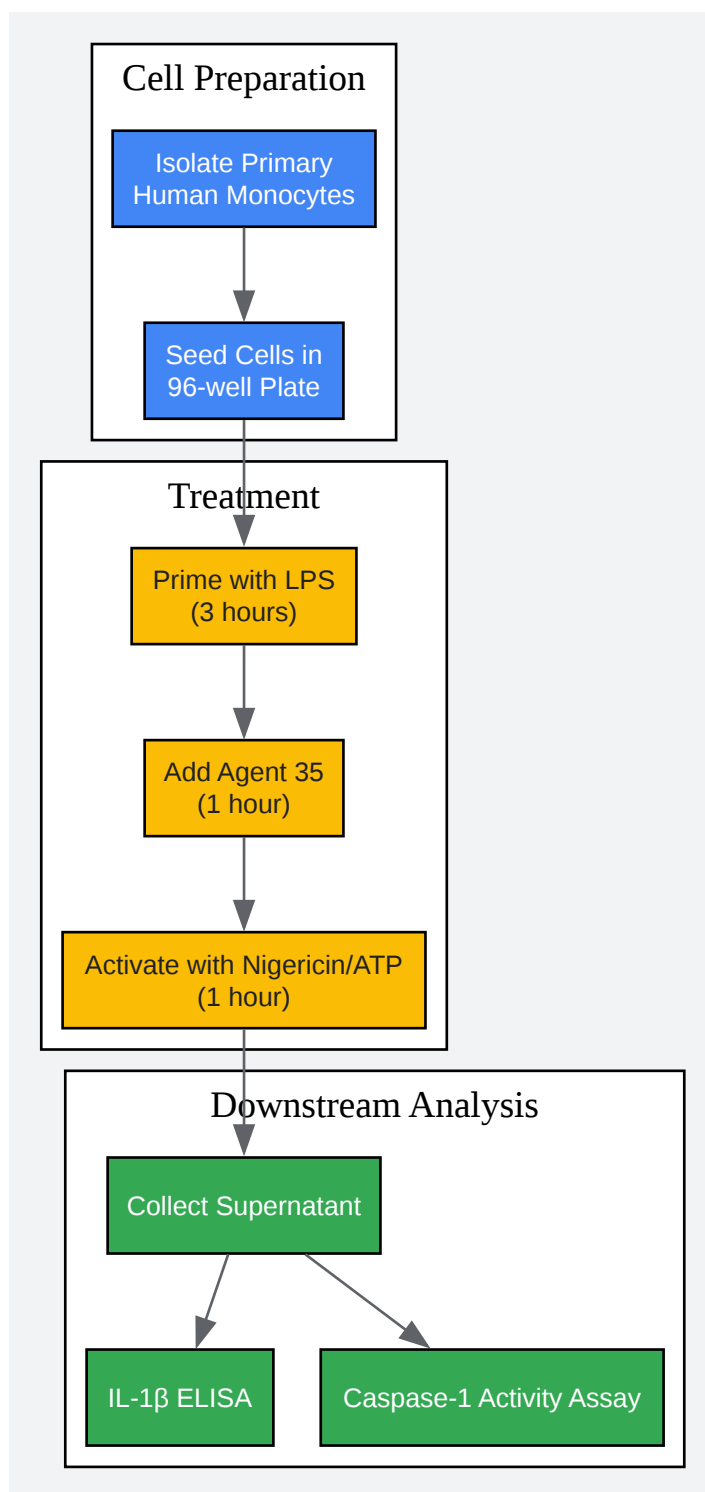 Cell Preparation
Isolate Primary
Human Monocytes
Seed Cells in
96-well Plate
Treatment
Prime with LPS
(3 hours)
Add Agent 35
(1 hour)
Activate with Nigericin/ATP
(1 hour)
Downstream Analysis
Collect Supernatant
IL-1β ELISA
Caspase-1 Activity Assay